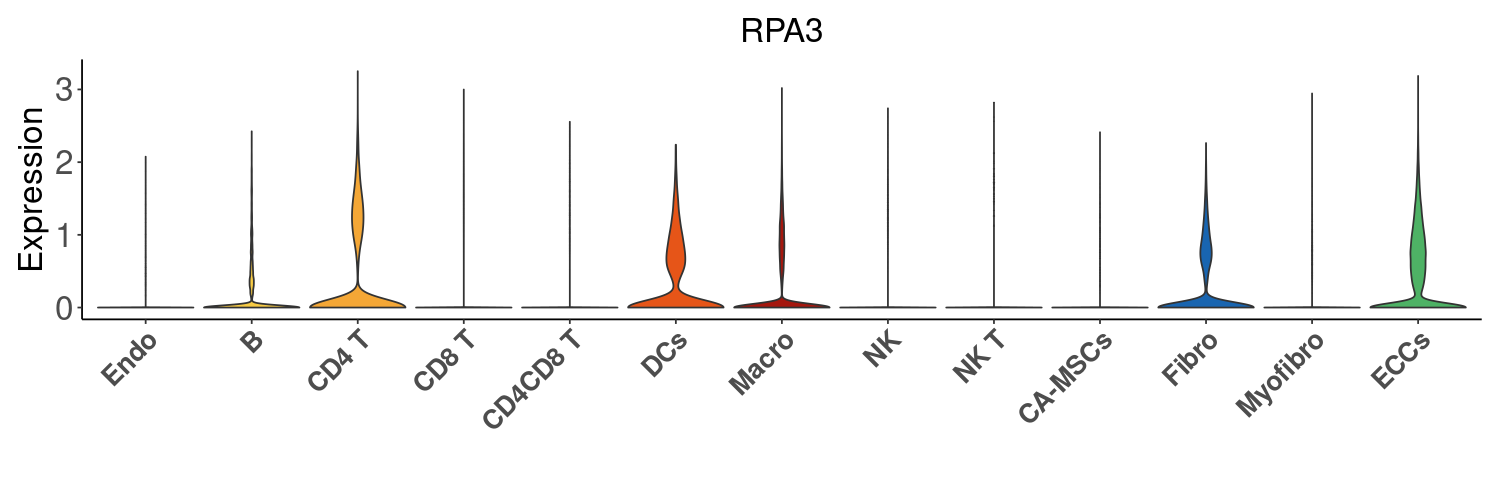 RPA3
Expression
3
2
1
0
Endo
B
CD4 T
CD8 T
CD4CD8 T
DCs
Macro
NK
NK T
CA-MSCs
Fibro
Myofibro
ECCs